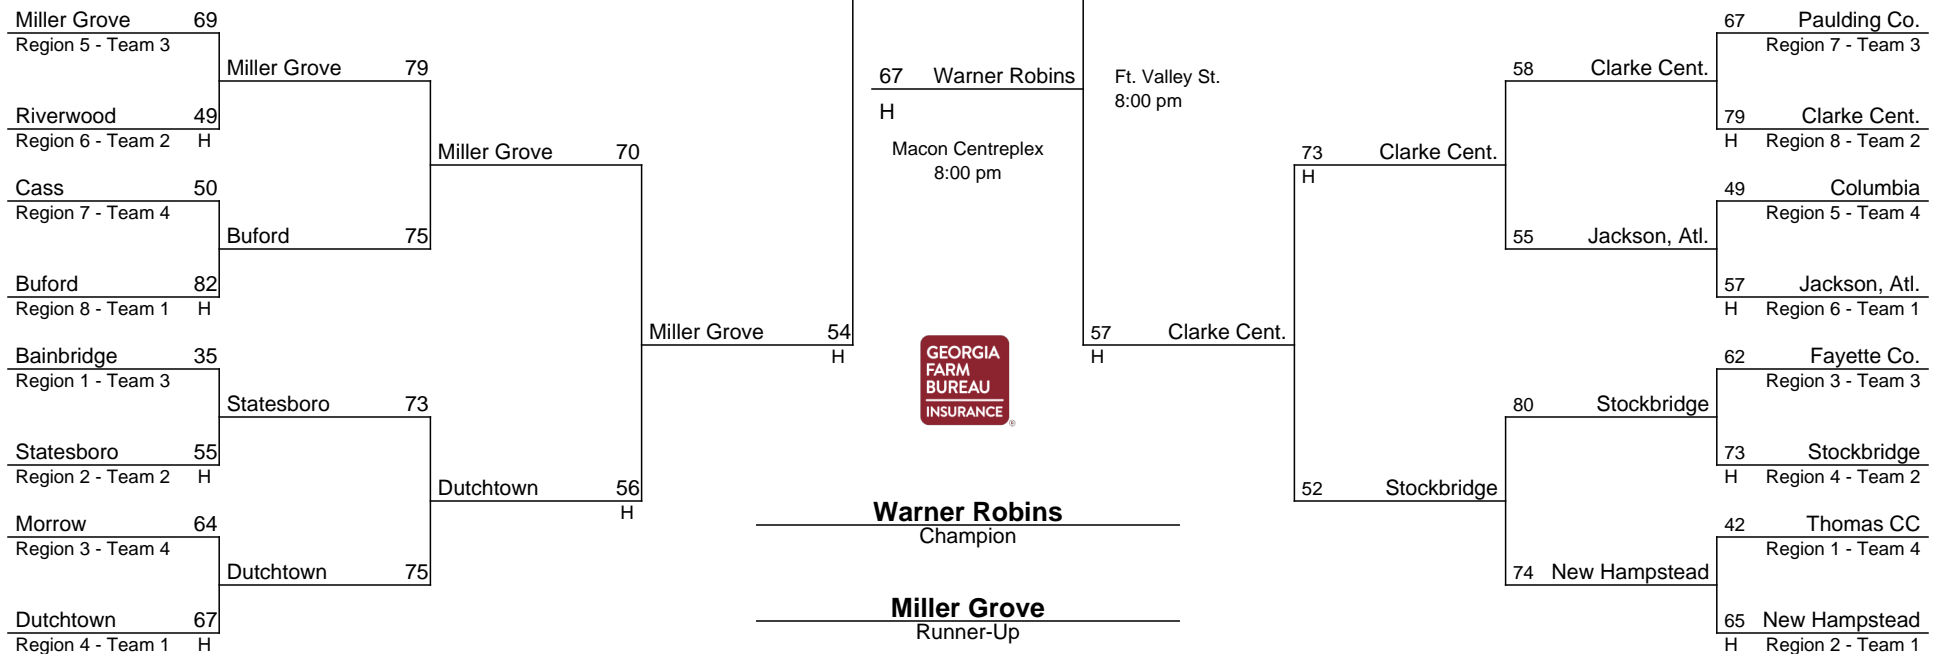 Miller Grove 69
Region 5 - Team 3
Miller Grove 79
Riverwood 49
Region 6 - Team 2 H
Miller Grove 70
Cass 50
Region 7 - Team 4
Buford 75
Buford 82
Region 8 - Team 1 H
Miller Grove 54
H
Bainbridge 35
Region 1 - Team 3
Statesboro 73
Statesboro 55
Region 2 - Team 2 H
Dutchtown 56
H
Morrow 64
Region 3 - Team 4
Dutchtown 75
Dutchtown 67
Region 4 - Team 1 H
67 Warner Robins
H
Macon Centreplex
8:00 pm
Ft. Valley St.
8:00 pm
GEORGIA
FARM
BUREAU
INSURANCE
®
Warner Robins
Champion
Miller Grove
Runner-Up
67 Paulding Co.
Region 7 - Team 3
58 Clarke Cent.
79 Clarke Cent.
H Region 8 - Team 2
73 Clarke Cent.
H
49 Columbia
Region 5 - Team 4
55 Jackson, Atl.
57 Jackson, Atl.
H Region 6 - Team 1
57 Clarke Cent.
H
62 Fayette Co.
Region 3 - Team 3
80 Stockbridge
73 Stockbridge
H Region 4 - Team 2
52 Stockbridge
42 Thomas CC
Region 1 - Team 4
74 New Hampstead
65 New Hampstead
H Region 2 - Team 1